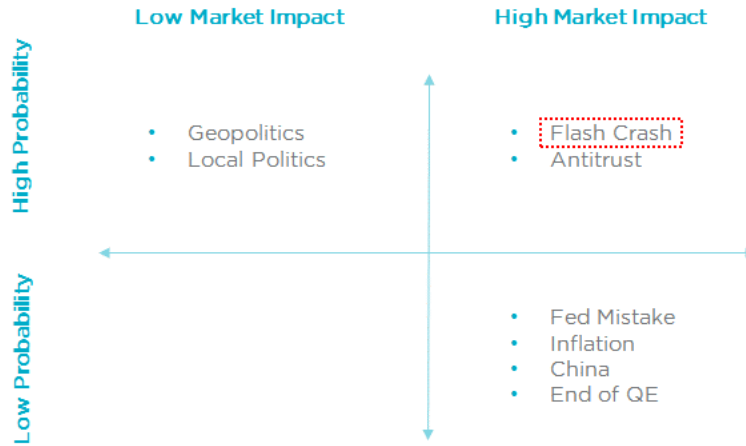 Low Market Impact
High Market Impact
High Probability
• Geopolitics
• Local Politics
• Flash Crash
• Antitrust
Low Probability
• Fed Mistake
• Inflation
• China
• End of QE